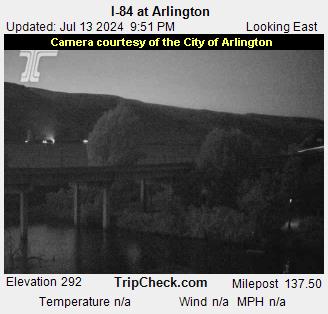 I-84 at Arlington
Updated: Jul 13 2024 9:51 PM Looking East
Camera courtesy of the City of Arlington
Elevation 292 TripCheck.com Milepost 137.50
Temperature n/a Wind n/a MPH n/a